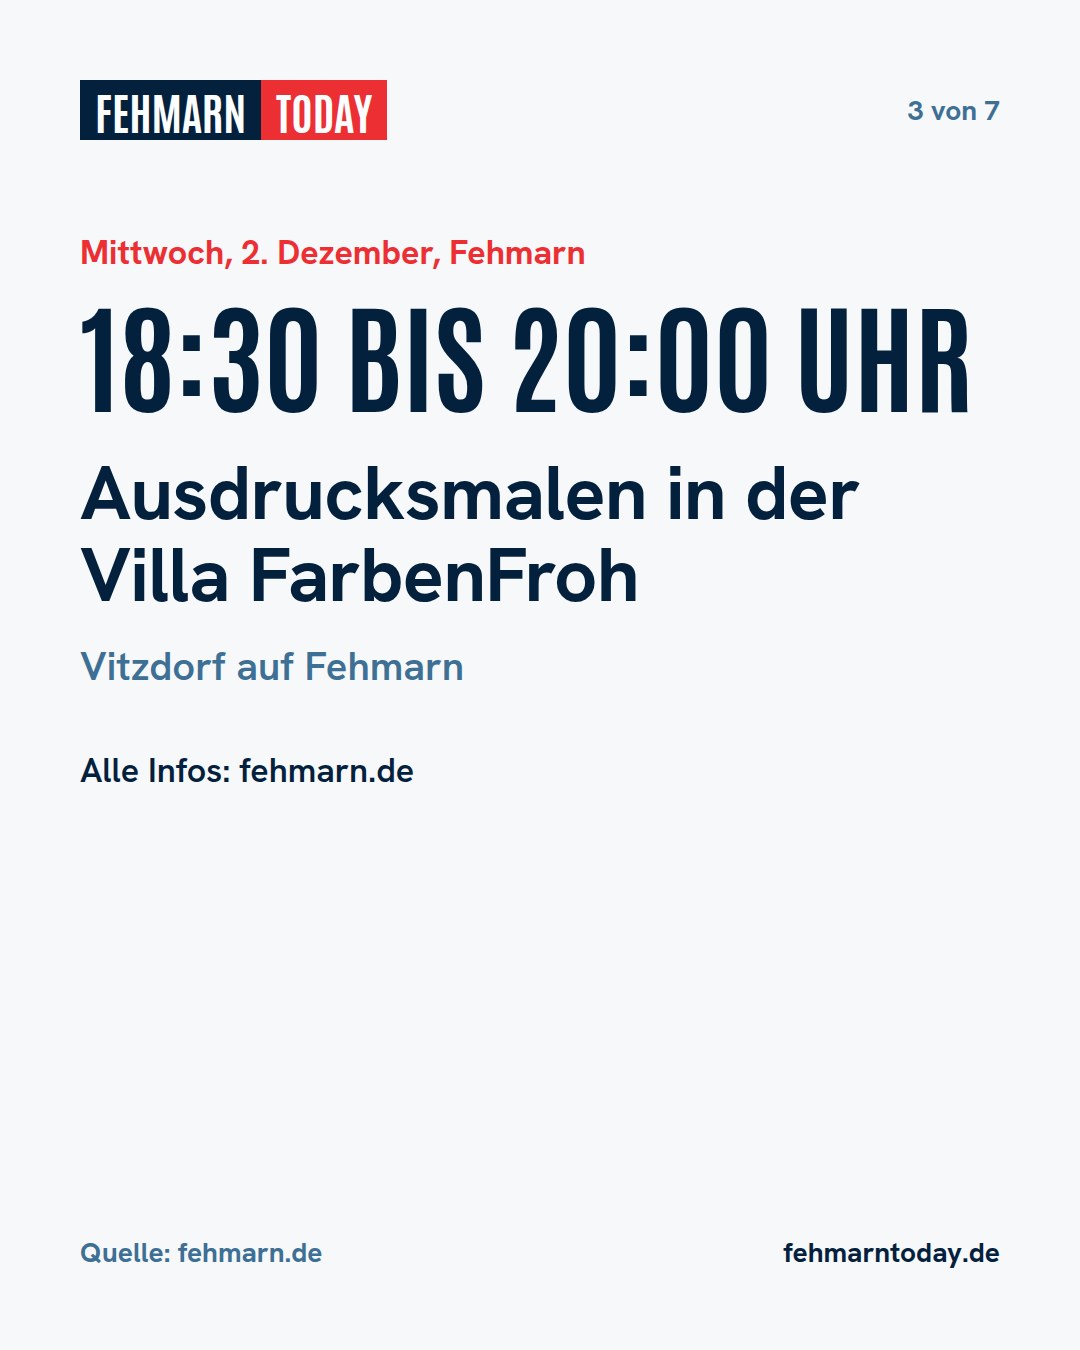 FEHMARN TODAY
3 von 7
Mittwoch, 2. Dezember, Fehmarn
18:30 BIS 20:00 UHR
Ausdrucksmalen in der
Villa FarbenFroh
Vitzdorf auf Fehmarn
Alle Infos: fehmarn.de
Quelle: fehmarn.de
fehmarntoday.de